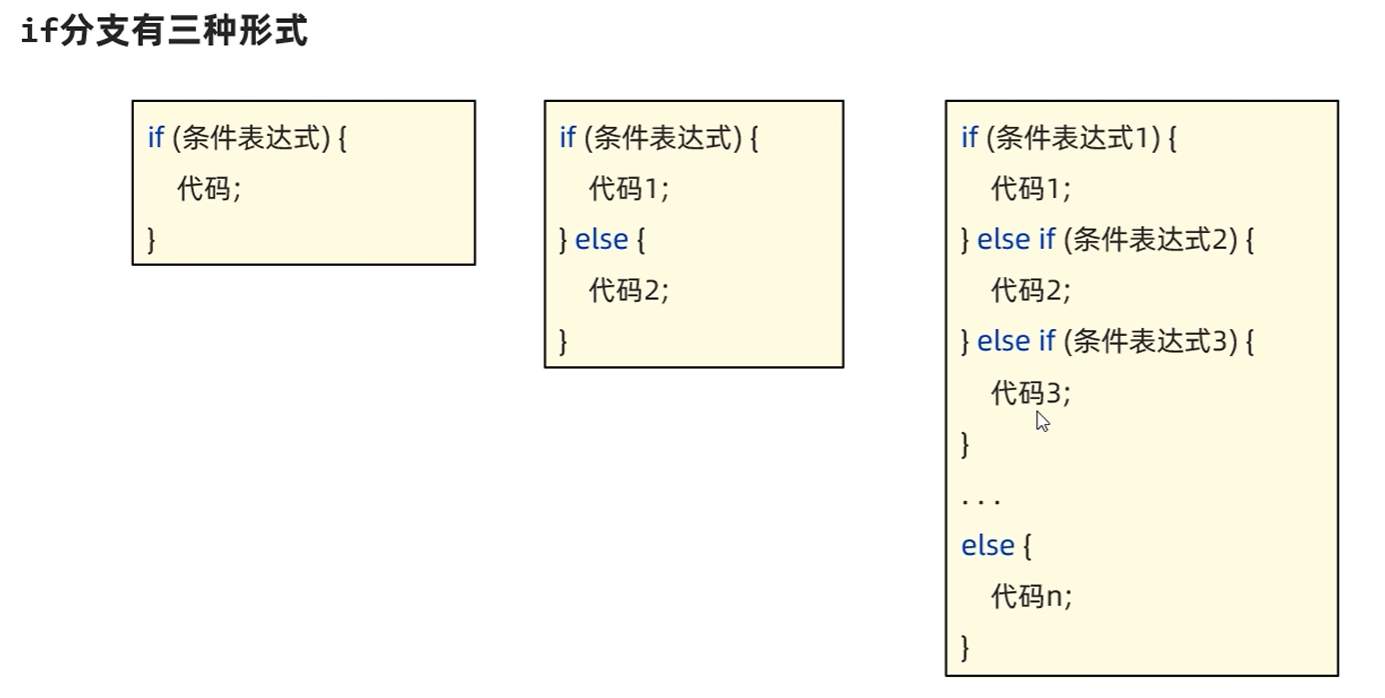 if分支有三种形式
if (条件表达式) {
代码;
}
if (条件表达式) {
代码1;
} else {
代码2;
}
if (条件表达式1) {
代码1;
} else if (条件表达式2) {
代码2;
} else if (条件表达式3) {
代码3;
}
. . .
else {
代码n;
}